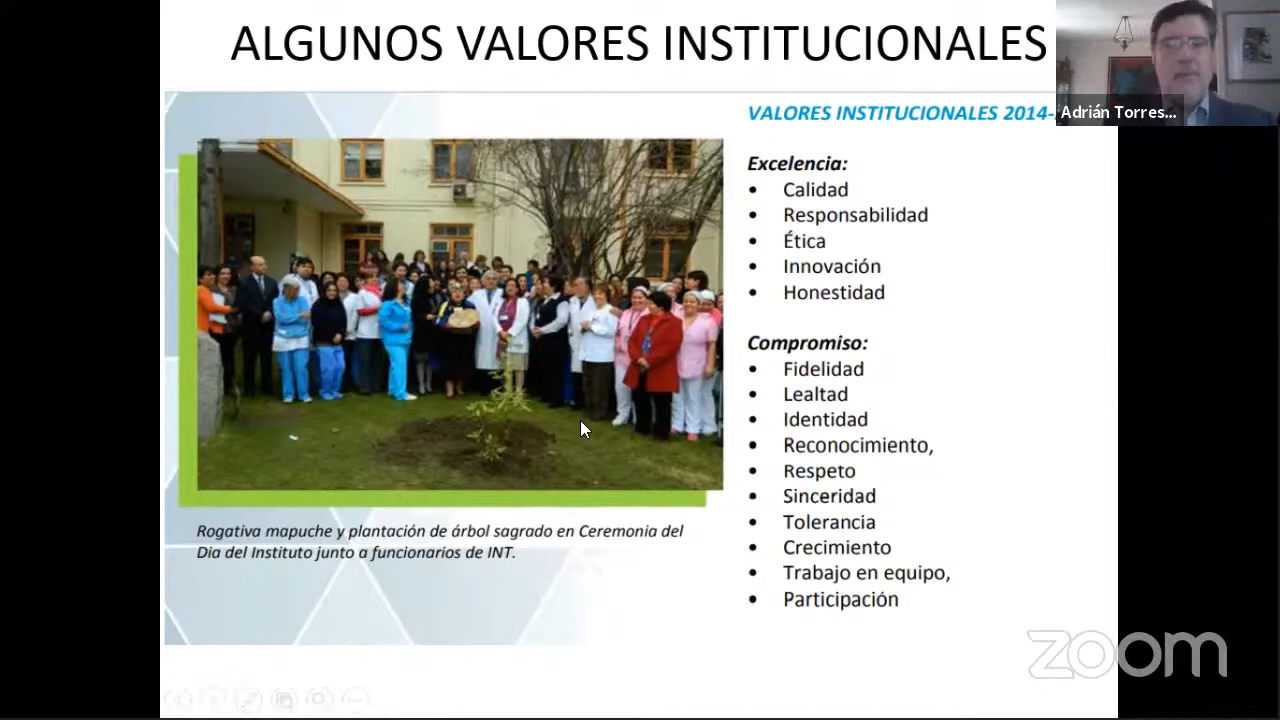 ALGUNOS VALORES INSTITUCIONALES
Adrián Torres...
VALORES INSTITUCIONALES 2014-
Excelencia:
• Calidad
• Responsabilidad
• Ética
• Innovación
• Honestidad
Compromiso:
• Fidelidad
• Lealtad
• Identidad
• Reconocimiento,
• Respeto
• Sinceridad
• Tolerancia
• Crecimiento
• Trabajo en equipo,
• Participación
Rogativa mapuche y plantación de árbol sagrado en Ceremonia del
Dia del Instituto junto a funcionarios de INT.
zoom